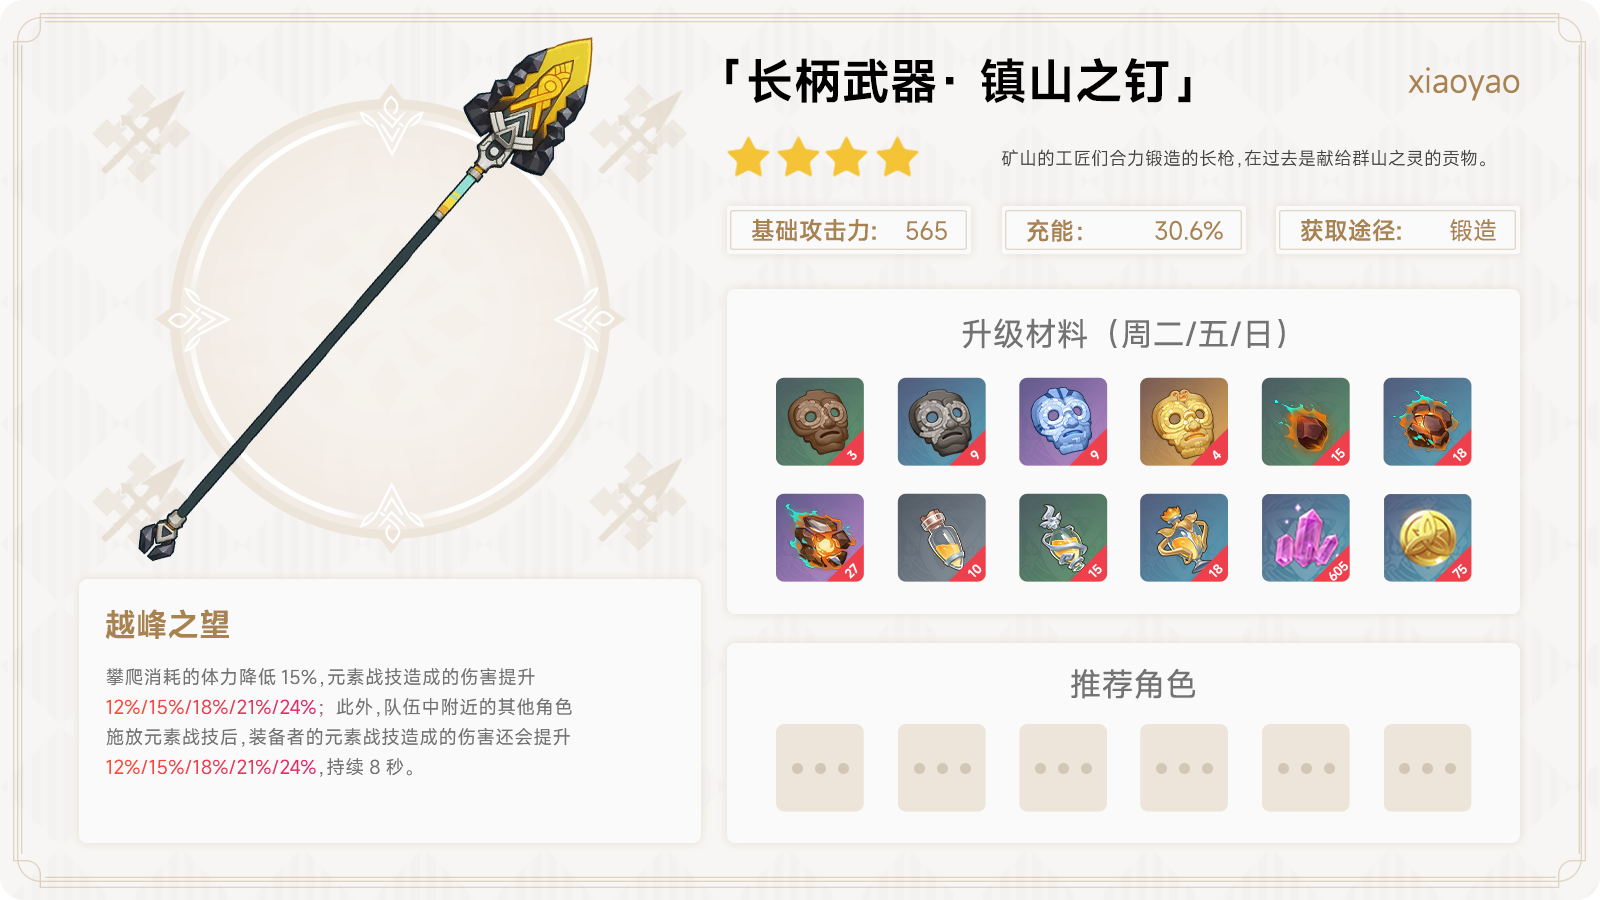 「长柄武器· 镇山之钉」
xiaoyao
矿山的工匠们合力锻造的长枪,在过去是献给群山之灵的贡物。
基础攻击力: 565
充能: 30.6%
获取途径: 锻造
升级材料（周二/五/日）
3 9 9 4 15 18
27 10 15 18 605 75
越峰之望
攀爬消耗的体力降低 15%,元素战技造成的伤害提升
12%/15%/18%/21%/24%；此外,队伍中附近的其他角色
施放元素战技后,装备者的元素战技造成的伤害还会提升
12%/15%/18%/21%/24%,持续 8 秒。
推荐角色